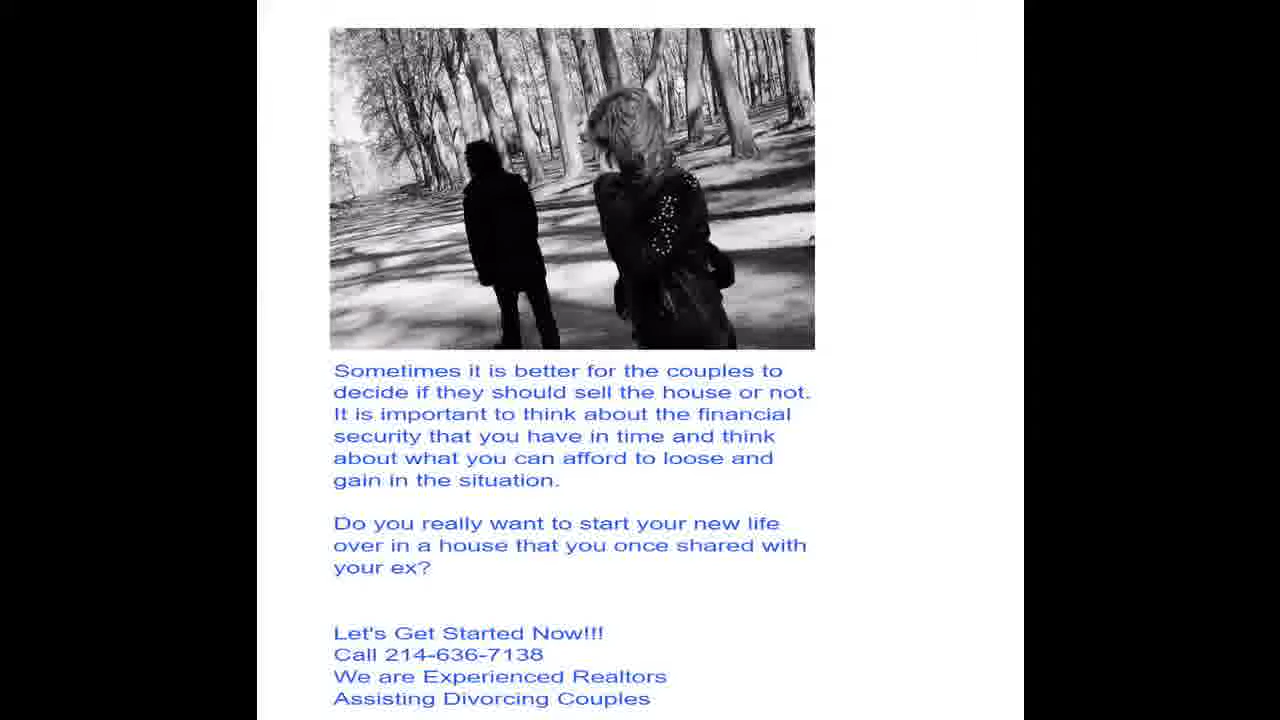 Sometimes it is better for the couples to
decide if they should sell the house or not.
It is important to think about the financial
security that you have in time and think
about what you can afford to loose and
gain in the situation.
Do you really want to start your new life
over in a house that you once shared with
your ex?
Let's Get Started Now!!!
Call 214-636-7138
We are Experienced Realtors
Assisting Divorcing Couples